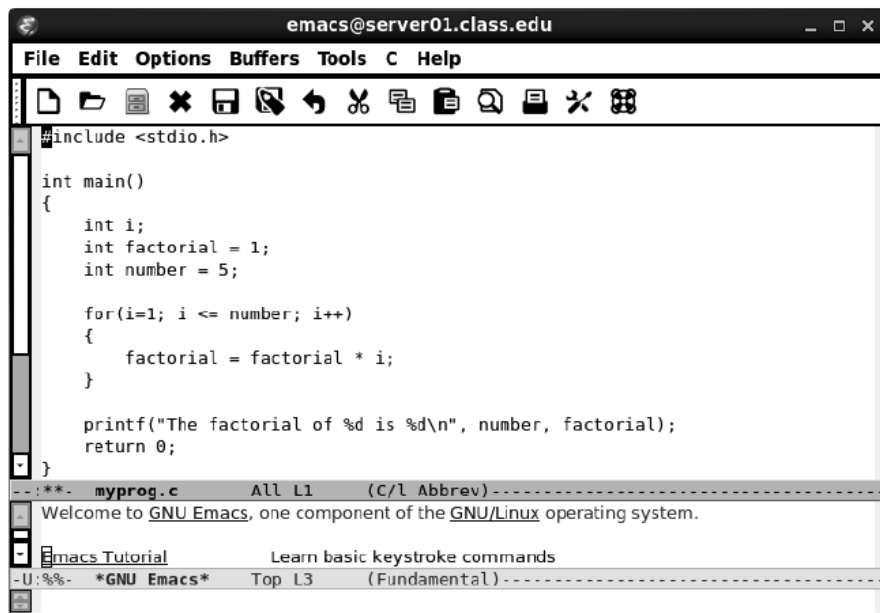 emacs@server01.class.edu
File Edit Options Buffers Tools C Help
#include <stdio.h>
int main()
{
    int i;
    int factorial = 1;
    int number = 5;
    for(i=1; i <= number; i++)
    {
        factorial = factorial * i;
    }
    printf("The factorial of %d is %d\n", number, factorial);
    return 0;
}
--:**-  myprog.c       All L1     (C/l Abbrev)-------------------------------------
Welcome to GNU Emacs, one component of the GNU/Linux operating system.
Emacs Tutorial          Learn basic keystroke commands
-U:%%-  *GNU Emacs*    Top L3     (Fundamental)------------------------------------